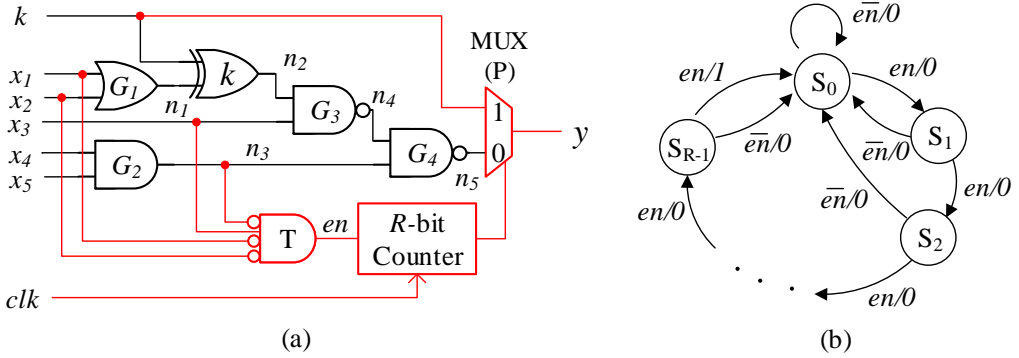 k
x₁
x₂
x₃
x₄
x₅
clk
G₁
G₂
n₁
k
n₂
G₃
n₃
n₄
G₄
n₅
MUX
(P)
1
0
y
T
en
R-bit
Counter
(a)
en̅/0
en/1
S₀
en/0
S_R-1
en̅/0
en̅/0
S₁
en/0
en̅/0
en/0
S₂
. . .
en/0
(b)